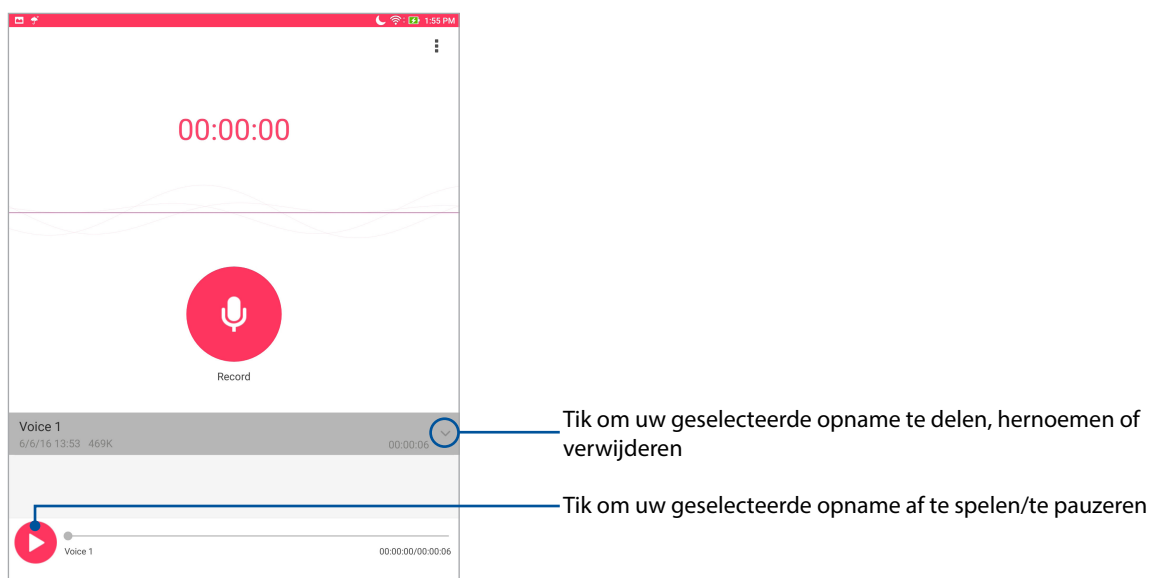 1:55 PM
00:00:00
Record
Voice 1
6/6/16 13:53 469K 00:00:06
Tik om uw geselecteerde opname te delen, hernoemen of
verwijderen
Tik om uw geselecteerde opname af te spelen/te pauzeren
Voice 1 00:00:00/00:00:06